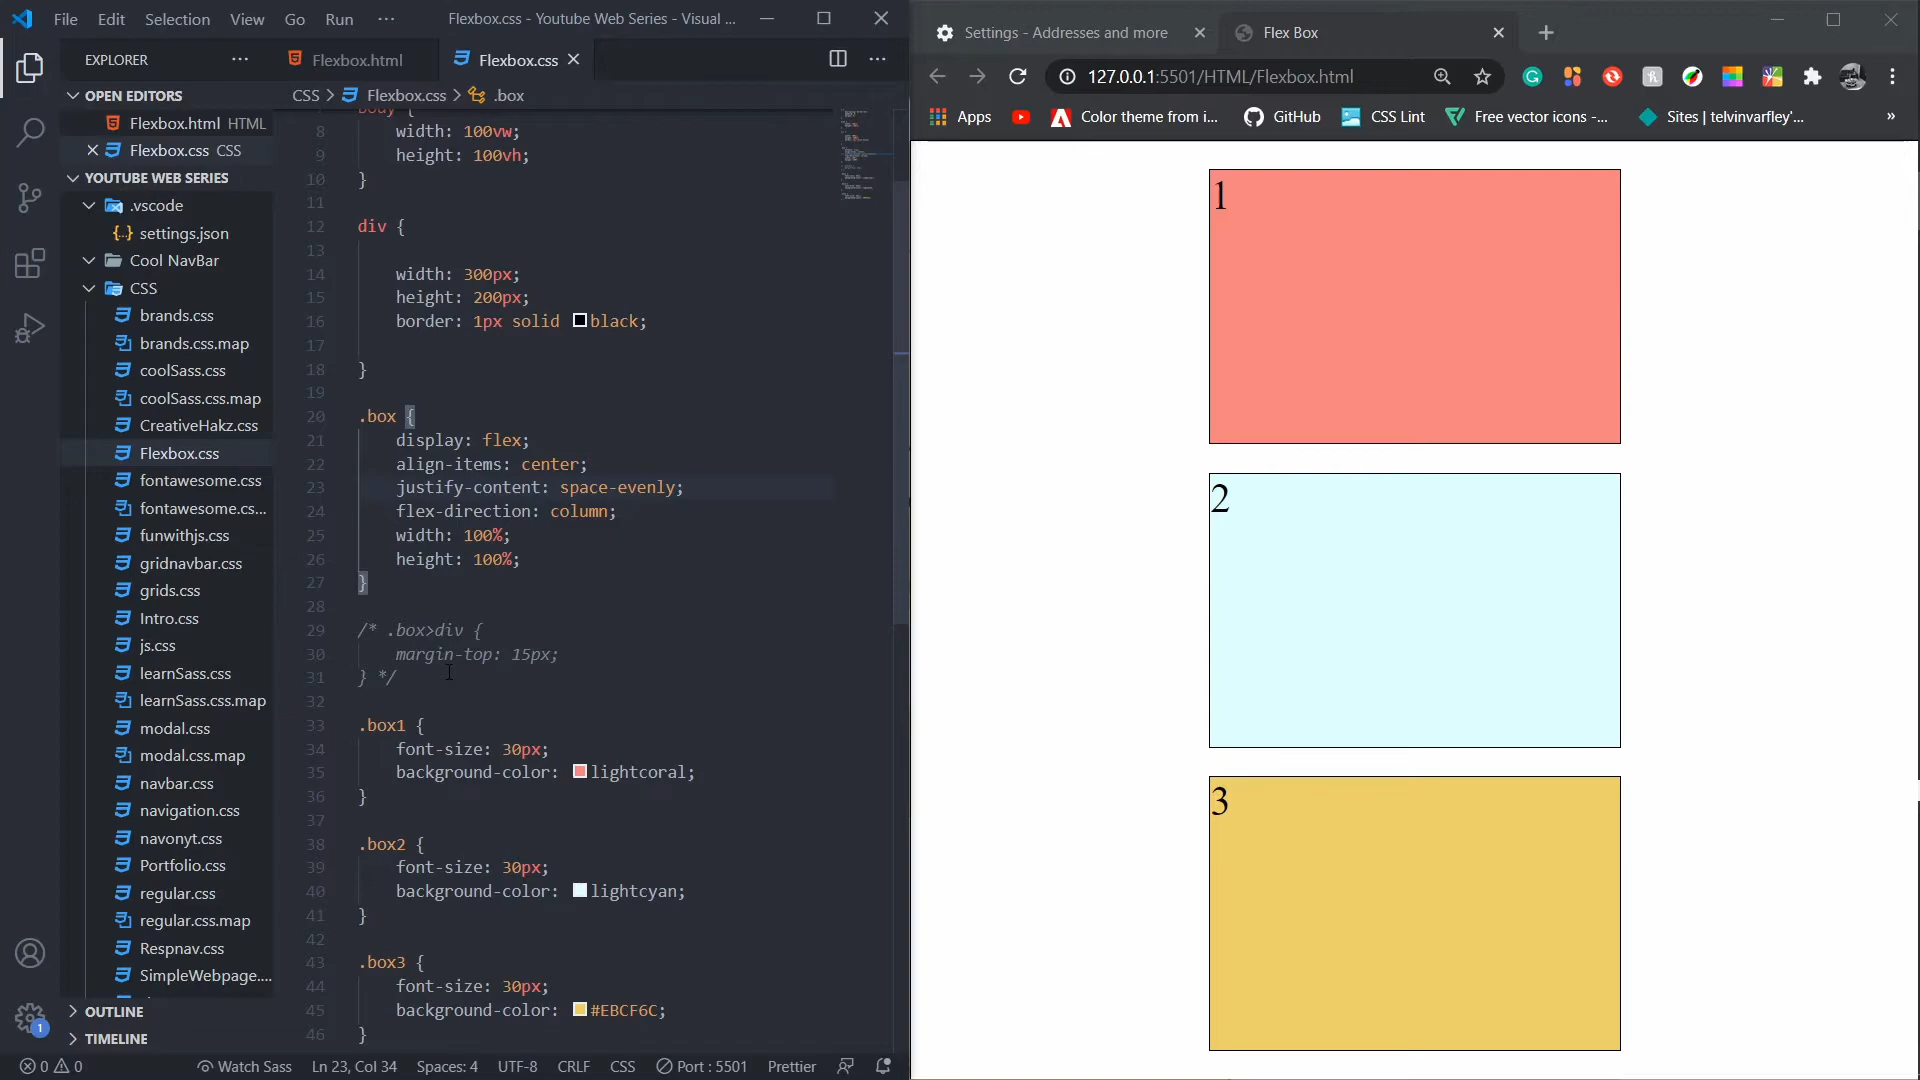 File Edit Selection View Go Run ···
Flexbox.css - Youtube Web Series - Visual ...
EXPLORER ···
Flexbox.html
Flexbox.css
OPEN EDITORS
Flexbox.html HTML
Flexbox.css CSS
YOUTUBE WEB SERIES
.vscode
settings.json
Cool NavBar
CSS
brands.css
brands.css.map
coolSass.css
coolSass.css.map
CreativeHakz.css
Flexbox.css
fontawesome.css
fontawesome.cs...
funwithjs.css
gridnavbar.css
grids.css
Intro.css
js.css
learnSass.css
learnSass.css.map
modal.css
modal.css.map
navbar.css
navigation.css
navonyt.css
Portfolio.css
regular.css
regular.css.map
Respnav.css
SimpleWebpage....
OUTLINE
TIMELINE
CSS > Flexbox.css > .box
body {
8 width: 100vw;
9 height: 100vh;
10 }
11
12 div {
13
14 width: 300px;
15 height: 200px;
16 border: 1px solid black;
17
18 }
19
20 .box {
21 display: flex;
22 align-items: center;
23 justify-content: space-evenly;
24 flex-direction: column;
25 width: 100%;
26 height: 100%;
27 }
28
29 /* .box>div {
30 margin-top: 15px;
31 } */
32
33 .box1 {
34 font-size: 30px;
35 background-color: lightcoral;
36 }
37
38 .box2 {
39 font-size: 30px;
40 background-color: lightcyan;
41 }
42
43 .box3 {
44 font-size: 30px;
45 background-color: #EBCF6C;
46 }
1
0 0 Watch Sass Ln 23, Col 34 Spaces: 4 UTF-8 CRLF CSS Port : 5501 Prettier
Settings - Addresses and more
Flex Box
127.0.0.1:5501/HTML/Flexbox.html
Apps
Color theme from i...
GitHub
CSS Lint
Free vector icons -...
Sites | telvinvarfley'...
»
1
2
3